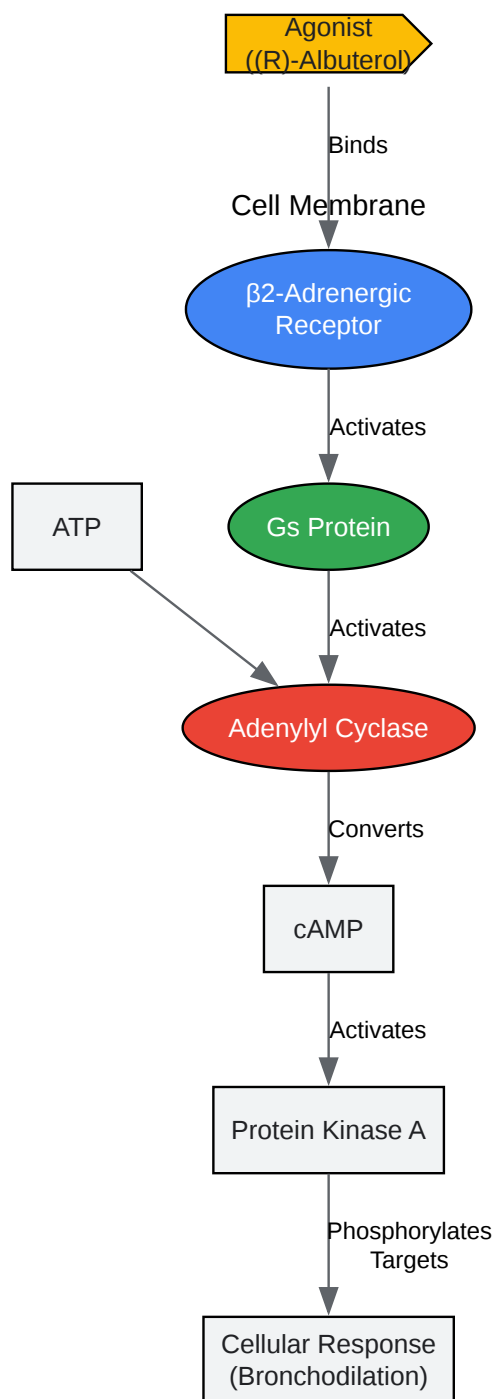 Agonist
((R)-Albuterol)
Binds
Cell Membrane
β2-Adrenergic
Receptor
Activates
ATP
Gs Protein
Activates
Adenylyl Cyclase
Converts
cAMP
Activates
Protein Kinase A
Phosphorylates
Targets
Cellular Response
(Bronchodilation)